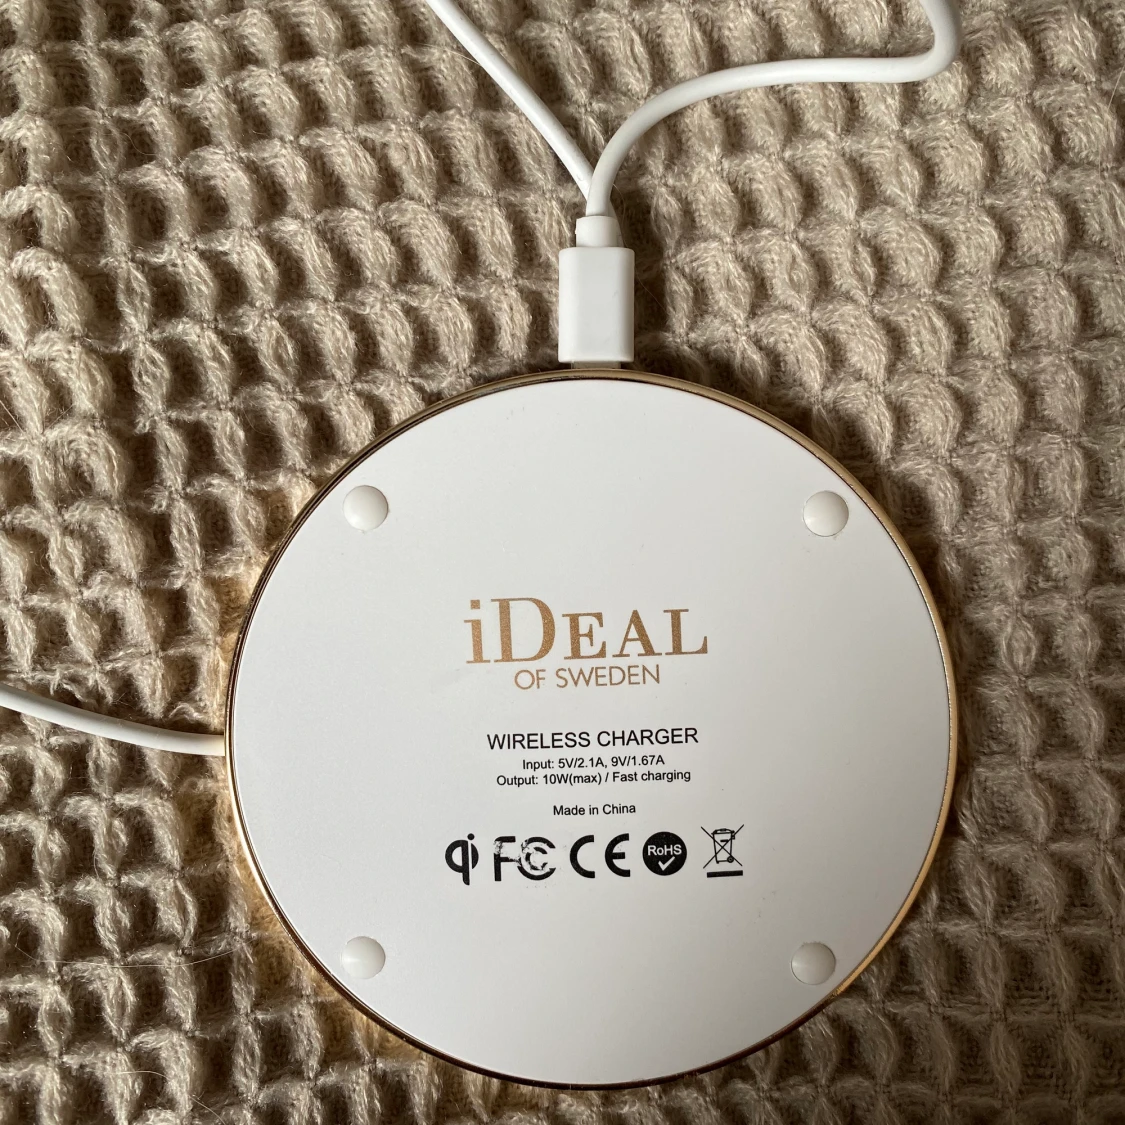 iDEAL
OF SWEDEN
WIRELESS CHARGER
Input: 5V/2.1A, 9V/1.67A
Output: 10W(max) / Fast charging
Made in China
qi FC CE RoHS